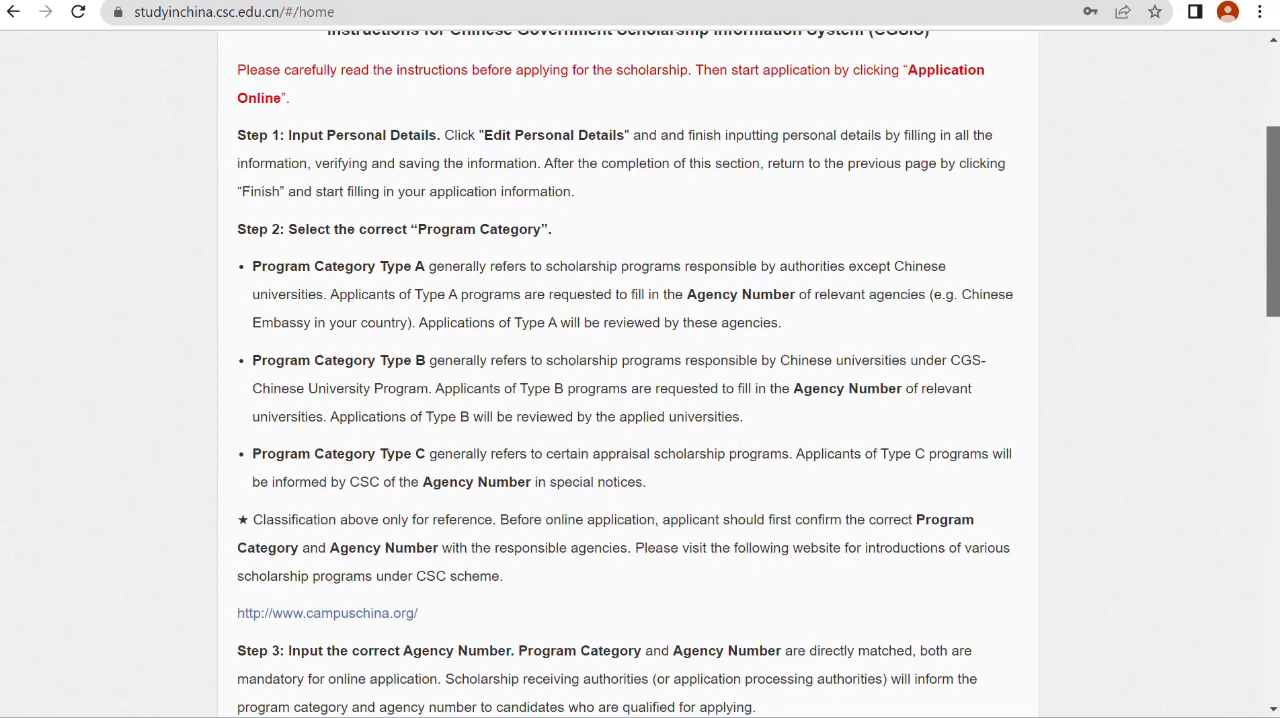 studyinchina.csc.edu.cn/#/home
Instructions for Chinese Government Scholarship Information System (CGSIS)
Please carefully read the instructions before applying for the scholarship. Then start application by clicking “Application
Online”.
Step 1: Input Personal Details. Click "Edit Personal Details" and and finish inputting personal details by filling in all the
information, verifying and saving the information. After the completion of this section, return to the previous page by clicking
“Finish” and start filling in your application information.
Step 2: Select the correct “Program Category”.
• Program Category Type A generally refers to scholarship programs responsible by authorities except Chinese
universities. Applicants of Type A programs are requested to fill in the Agency Number of relevant agencies (e.g. Chinese
Embassy in your country). Applications of Type A will be reviewed by these agencies.
• Program Category Type B generally refers to scholarship programs responsible by Chinese universities under CGS-
Chinese University Program. Applicants of Type B programs are requested to fill in the Agency Number of relevant
universities. Applications of Type B will be reviewed by the applied universities.
• Program Category Type C generally refers to certain appraisal scholarship programs. Applicants of Type C programs will
be informed by CSC of the Agency Number in special notices.
★ Classification above only for reference. Before online application, applicant should first confirm the correct Program
Category and Agency Number with the responsible agencies. Please visit the following website for introductions of various
scholarship programs under CSC scheme.
http://www.campuschina.org/
Step 3: Input the correct Agency Number. Program Category and Agency Number are directly matched, both are
mandatory for online application. Scholarship receiving authorities (or application processing authorities) will inform the
program category and agency number to candidates who are qualified for applying.